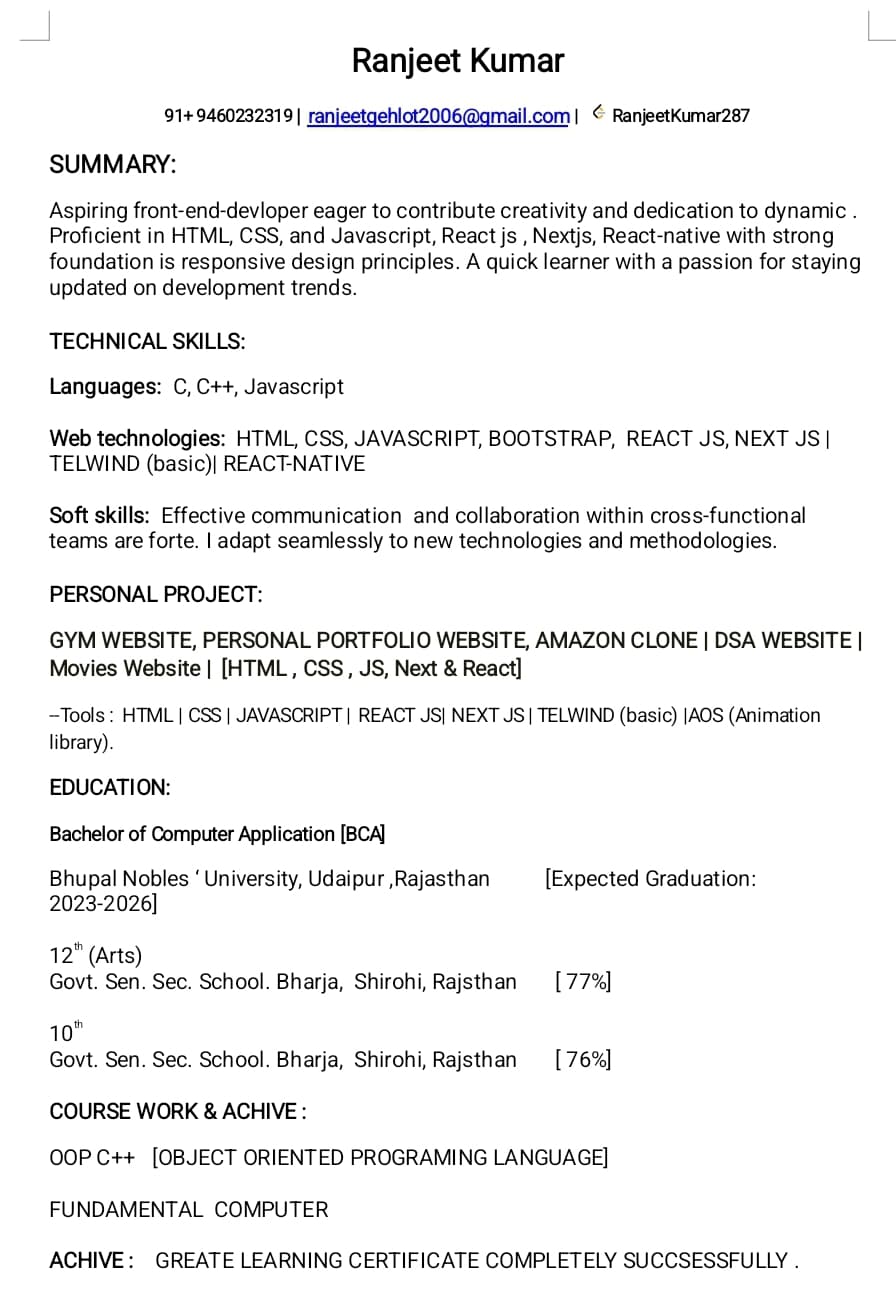 Ranjeet Kumar
91+ 9460232319 | ranjeetgehlot2006@gmail.com | RanjeetKumar287
SUMMARY:
Aspiring front-end-devloper eager to contribute creativity and dedication to dynamic .
Proficient in HTML, CSS, and Javascript, React js , Nextjs, React-native with strong
foundation is responsive design principles. A quick learner with a passion for staying
updated on development trends.
TECHNICAL SKILLS:
Languages: C, C++, Javascript
Web technologies: HTML, CSS, JAVASCRIPT, BOOTSTRAP, REACT JS, NEXT JS |
TELWIND (basic)| REACT-NATIVE
Soft skills: Effective communication and collaboration within cross-functional
teams are forte. I adapt seamlessly to new technologies and methodologies.
PERSONAL PROJECT:
GYM WEBSITE, PERSONAL PORTFOLIO WEBSITE, AMAZON CLONE | DSA WEBSITE |
Movies Website | [HTML , CSS , JS, Next & React]
--Tools : HTML | CSS | JAVASCRIPT | REACT JS| NEXT JS | TELWIND (basic) |AOS (Animation
library).
EDUCATION:
Bachelor of Computer Application [BCA]
Bhupal Nobles ‘ University, Udaipur ,Rajasthan [Expected Graduation:
2023-2026]
12th (Arts)
Govt. Sen. Sec. School. Bharja, Shirohi, Rajsthan [ 77%]
10th
Govt. Sen. Sec. School. Bharja, Shirohi, Rajsthan [ 76%]
COURSE WORK & ACHIVE :
OOP C++ [OBJECT ORIENTED PROGRAMING LANGUAGE]
FUNDAMENTAL COMPUTER
ACHIVE : GREATE LEARNING CERTIFICATE COMPLETELY SUCCSESSFULLY .